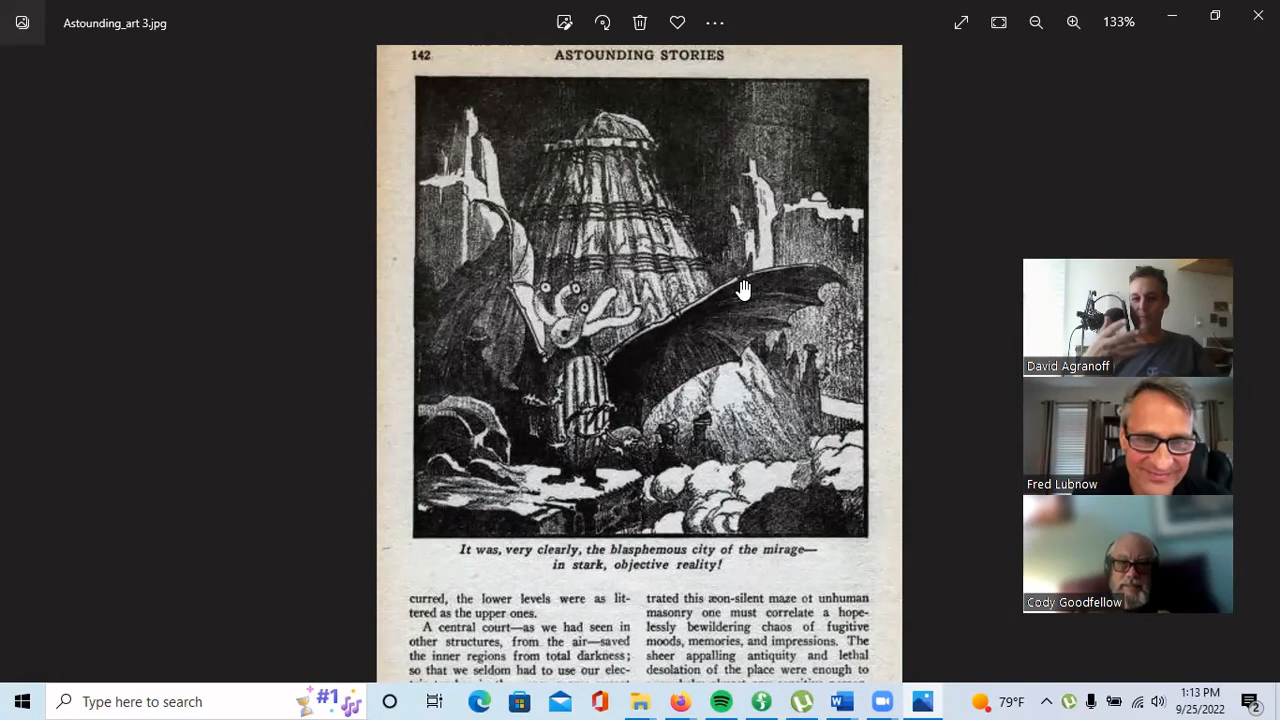 Astounding_art 3.jpg
133%
142
ASTOUNDING STORIES
It was, very clearly, the blasphemous city of the mirage—
in stark, objective reality!
curred, the lower levels were as lit-
tered as the upper ones.
A central court—as we had seen in
other structures, from the air—saved
the inner regions from total darkness;
so that we seldom had to use our elec-
trated this æon-silent maze of unhuman
masonry one must correlate a hope-
lessly bewildering chaos of fugitive
moods, memories, and impressions. The
sheer appalling antiquity and lethal
desolation of the place were enough to
David Agranoff
Fred Lubnow
Cody Goodfellow
Type here to search
#1
79°F
1:13 PM
9/25/2022
2